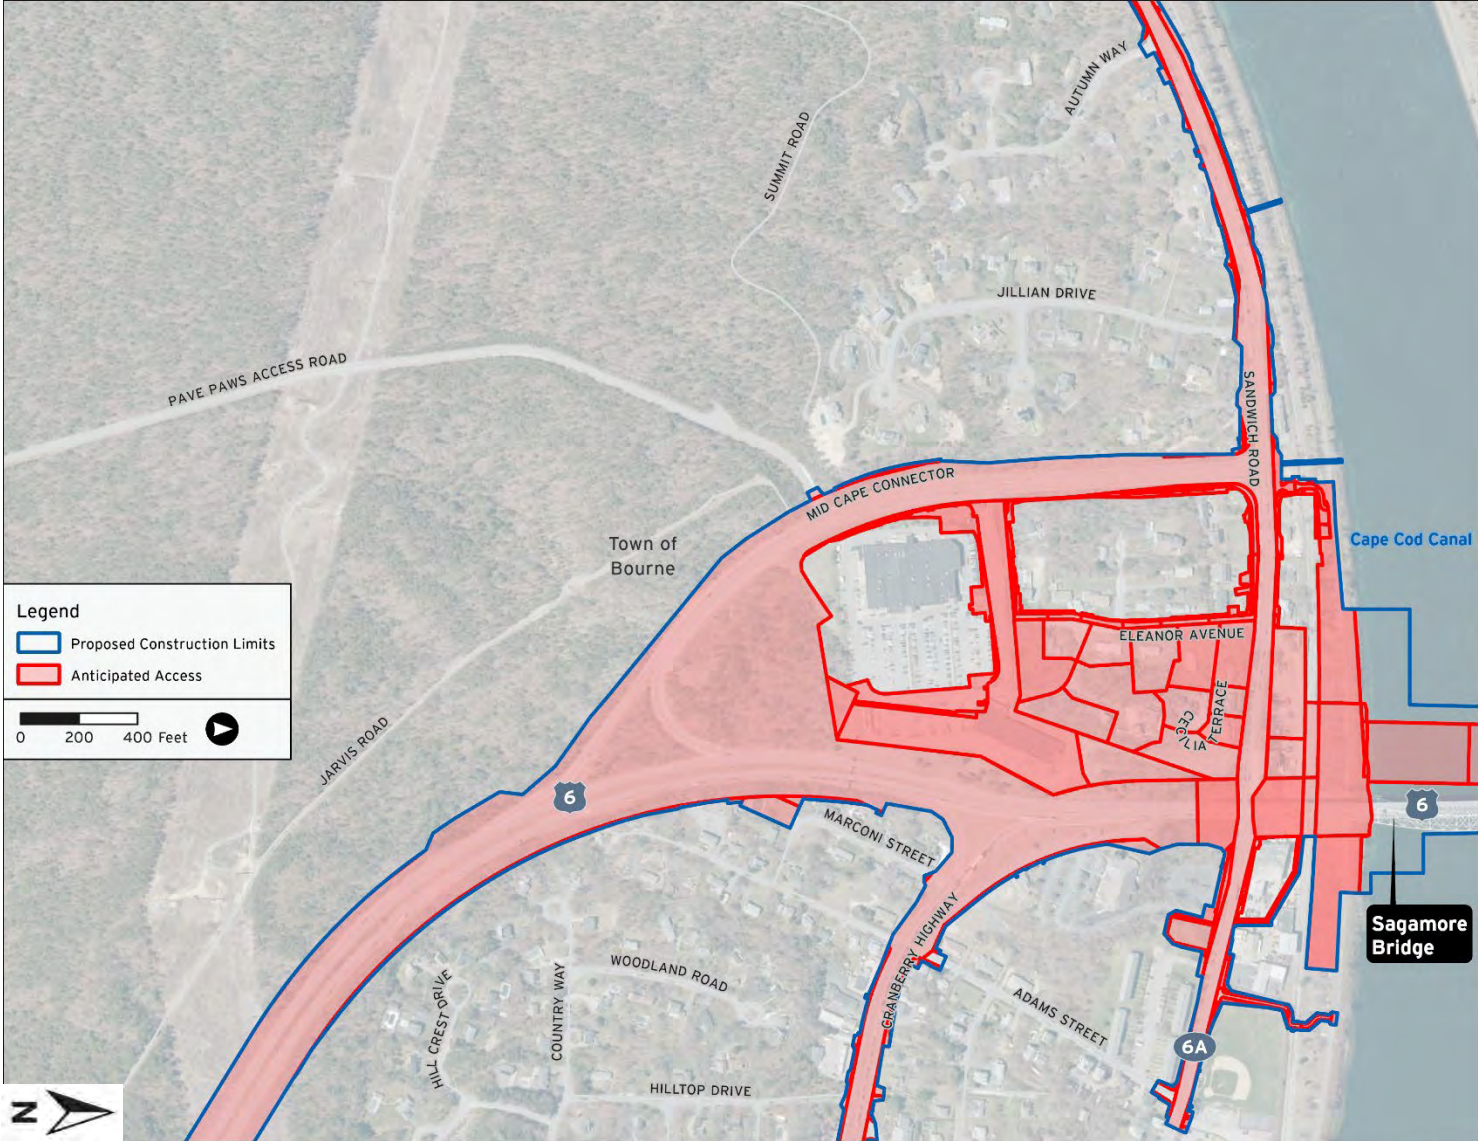 AUTUMN WAY
SUMMIT ROAD
JILLIAN DRIVE
PAVE PAWS ACCESS ROAD
SANDWICH ROAD
MID CAPE CONNECTOR
Town of
Bourne
Cape Cod Canal
Legend
Proposed Construction Limits
Anticipated Access
0 200 400 Feet
ELEANOR AVENUE
CECILIA
TERRACE
JARVIS ROAD
6
6
MARCONI STREET
Sagamore
Bridge
CRANBERRY HIGHWAY
WOODLAND ROAD
HILL CREST DRIVE
COUNTRY WAY
ADAMS STREET
6A
HILLTOP DRIVE
N